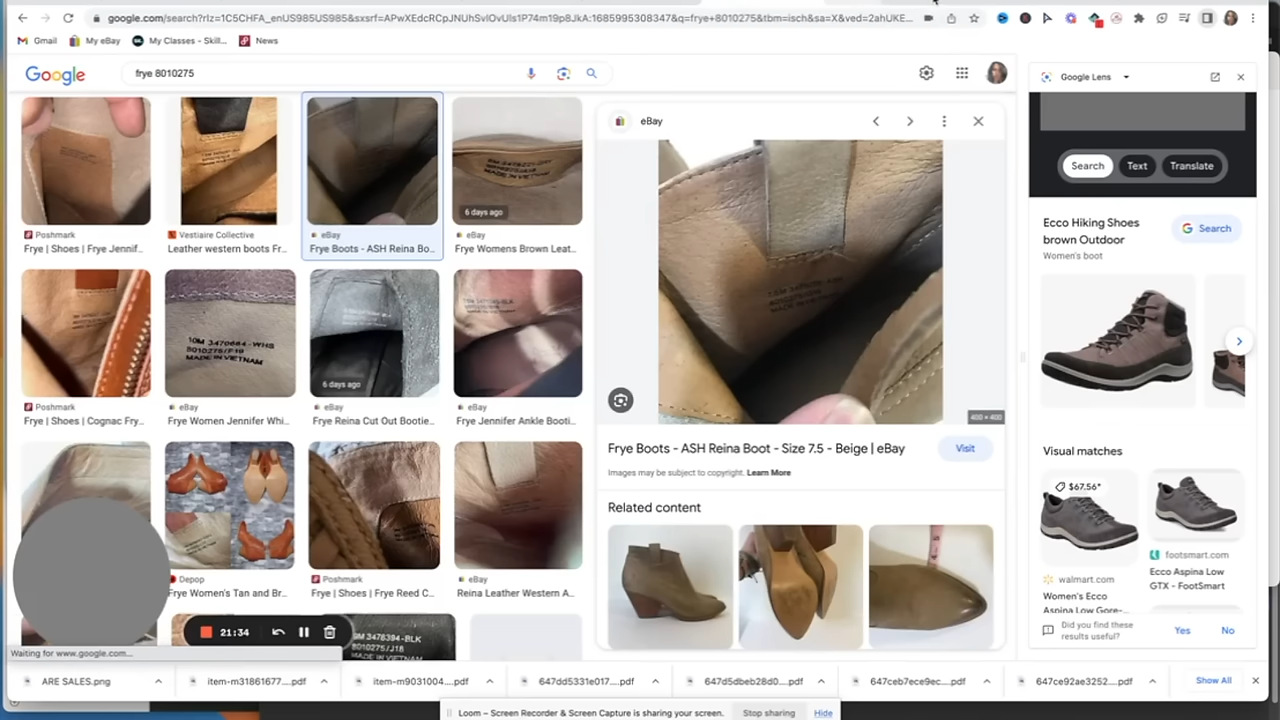 google.com/search?rlz=1C5CHFA_enUS985US985&sxsrf=APwXEdcRCpJNUhSvlOvUls1P74m19p8JkA:1685995308347&q=frye+8010275&tbm=isch&sa=X&ved=2ahUKE...
Gmail
My eBay
My Classes - Skill...
News
Google
frye 8010275
Poshmark
Frye | Shoes | Frye Jennif...
Vestiaire Collective
Leather western boots Fr...
eBay
Frye Boots - ASH Reina Bo...
6 days ago
eBay
Frye Womens Brown Leat...
MADE IN VIETNAM
Poshmark
Frye | Shoes | Cognac Fry...
10M 3470684-WHS
8010275/F19
MADE IN VIETNAM
eBay
Frye Women Jennifer Whi...
6 days ago
eBay
Frye Reina Cut Out Bootie...
eBay
Frye Jennifer Ankle Booti...
Depop
Frye Women's Tan and Br...
Poshmark
Frye | Shoes | Frye Reed C...
eBay
Reina Leather Western A...
9M 3478394-BLK
8010275/J18
MADE IN VIETNAM
21:34
Waiting for www.google.com...
eBay
400 × 400
Frye Boots - ASH Reina Boot - Size 7.5 - Beige | eBay
Visit
Images may be subject to copyright. Learn More
Related content
Google Lens
Search
Text
Translate
Ecco Hiking Shoes
brown Outdoor
Women's boot
Search
Visual matches
$67.56*
walmart.com
Women's Ecco
Aspina Low Gore-...
footsmart.com
Ecco Aspina Low
GTX - FootSmart
Did you find these
results useful?
Yes
No
ARE SALES.png
item-m31861677....pdf
item-m9031004....pdf
647dd5331e017....pdf
647d5dbeb28d0....pdf
647ceb7ece9ec....pdf
647ce92ae3252....pdf
Show All
Loom – Screen Recorder & Screen Capture is sharing your screen.
Stop sharing
Hide